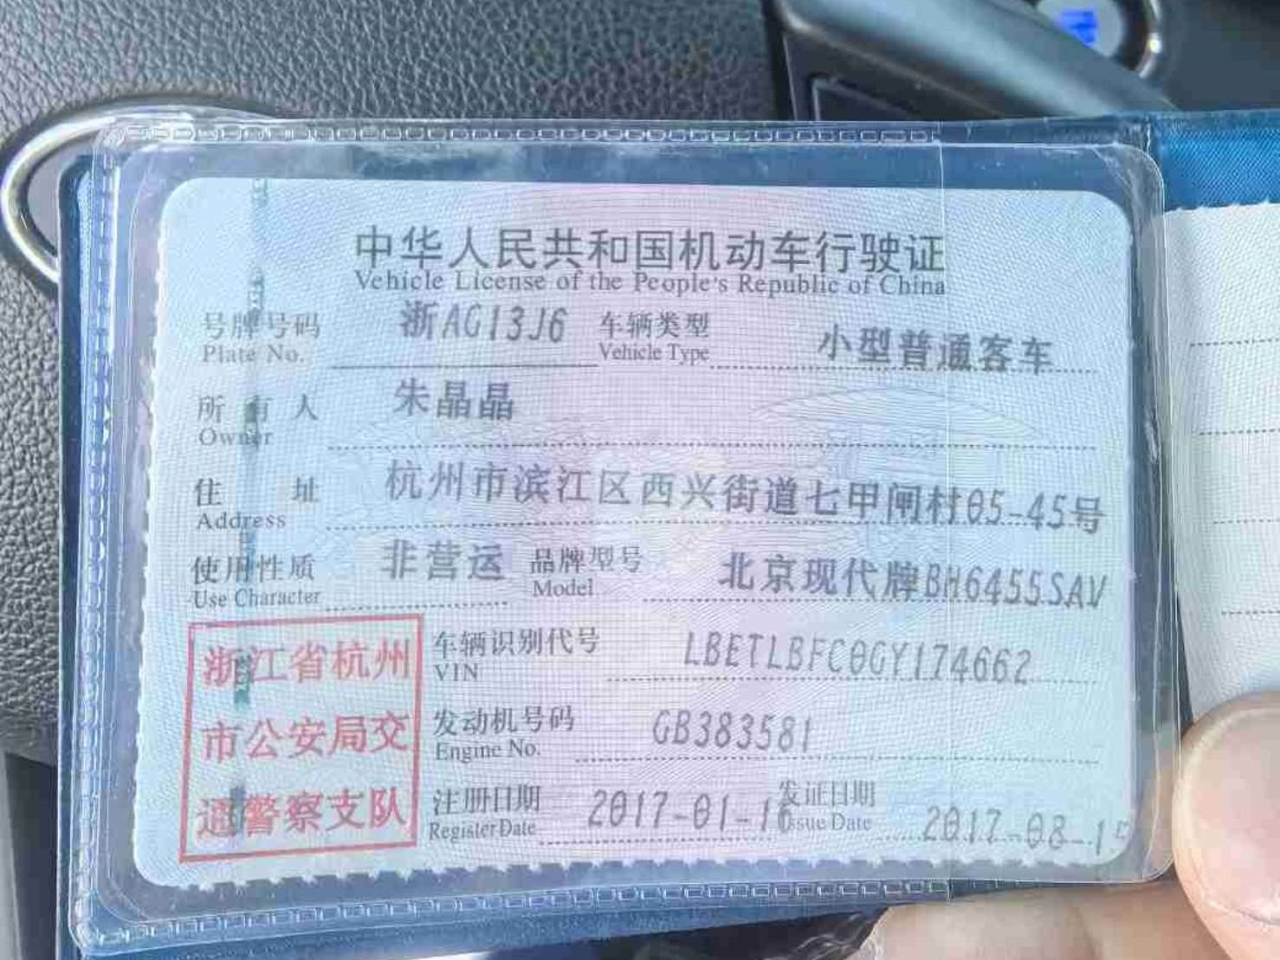 中华人民共和国机动车行驶证
Vehicle License of the People's Republic of China
号牌号码 浙AG13J6 车辆类型 小型普通客车
Plate No. Vehicle Type
所有人 朱晶晶
Owner
住址 杭州市滨江区西兴街道七甲闸村05-45号
Address
使用性质 非营运 品牌型号 北京现代牌BH6455SAV
Use Character Model
浙江省杭州
市公安局交
通警察支队
车辆识别代号 LBETLBFC0GY174662
VIN
发动机号码 GB383581
Engine No.
注册日期 2017-01-16 发证日期 2017-08-15
Register Date Issue Date